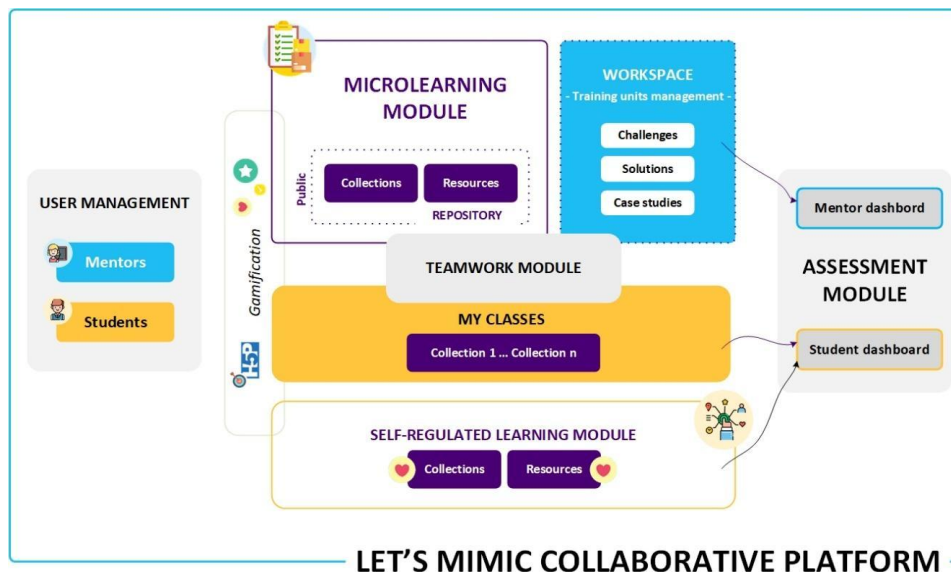 USER MANAGEMENT
Mentors
Students
Gamification
H5P
MICROLEARNING
MODULE
Public
Collections
Resources
REPOSITORY
WORKSPACE
- Training units management -
Challenges
Solutions
Case studies
TEAMWORK MODULE
MY CLASSES
Collection 1 ... Collection n
SELF-REGULATED LEARNING MODULE
Collections
Resources
Mentor dashbord
ASSESSMENT
MODULE
Student dashboard
LET'S MIMIC COLLABORATIVE PLATFORM